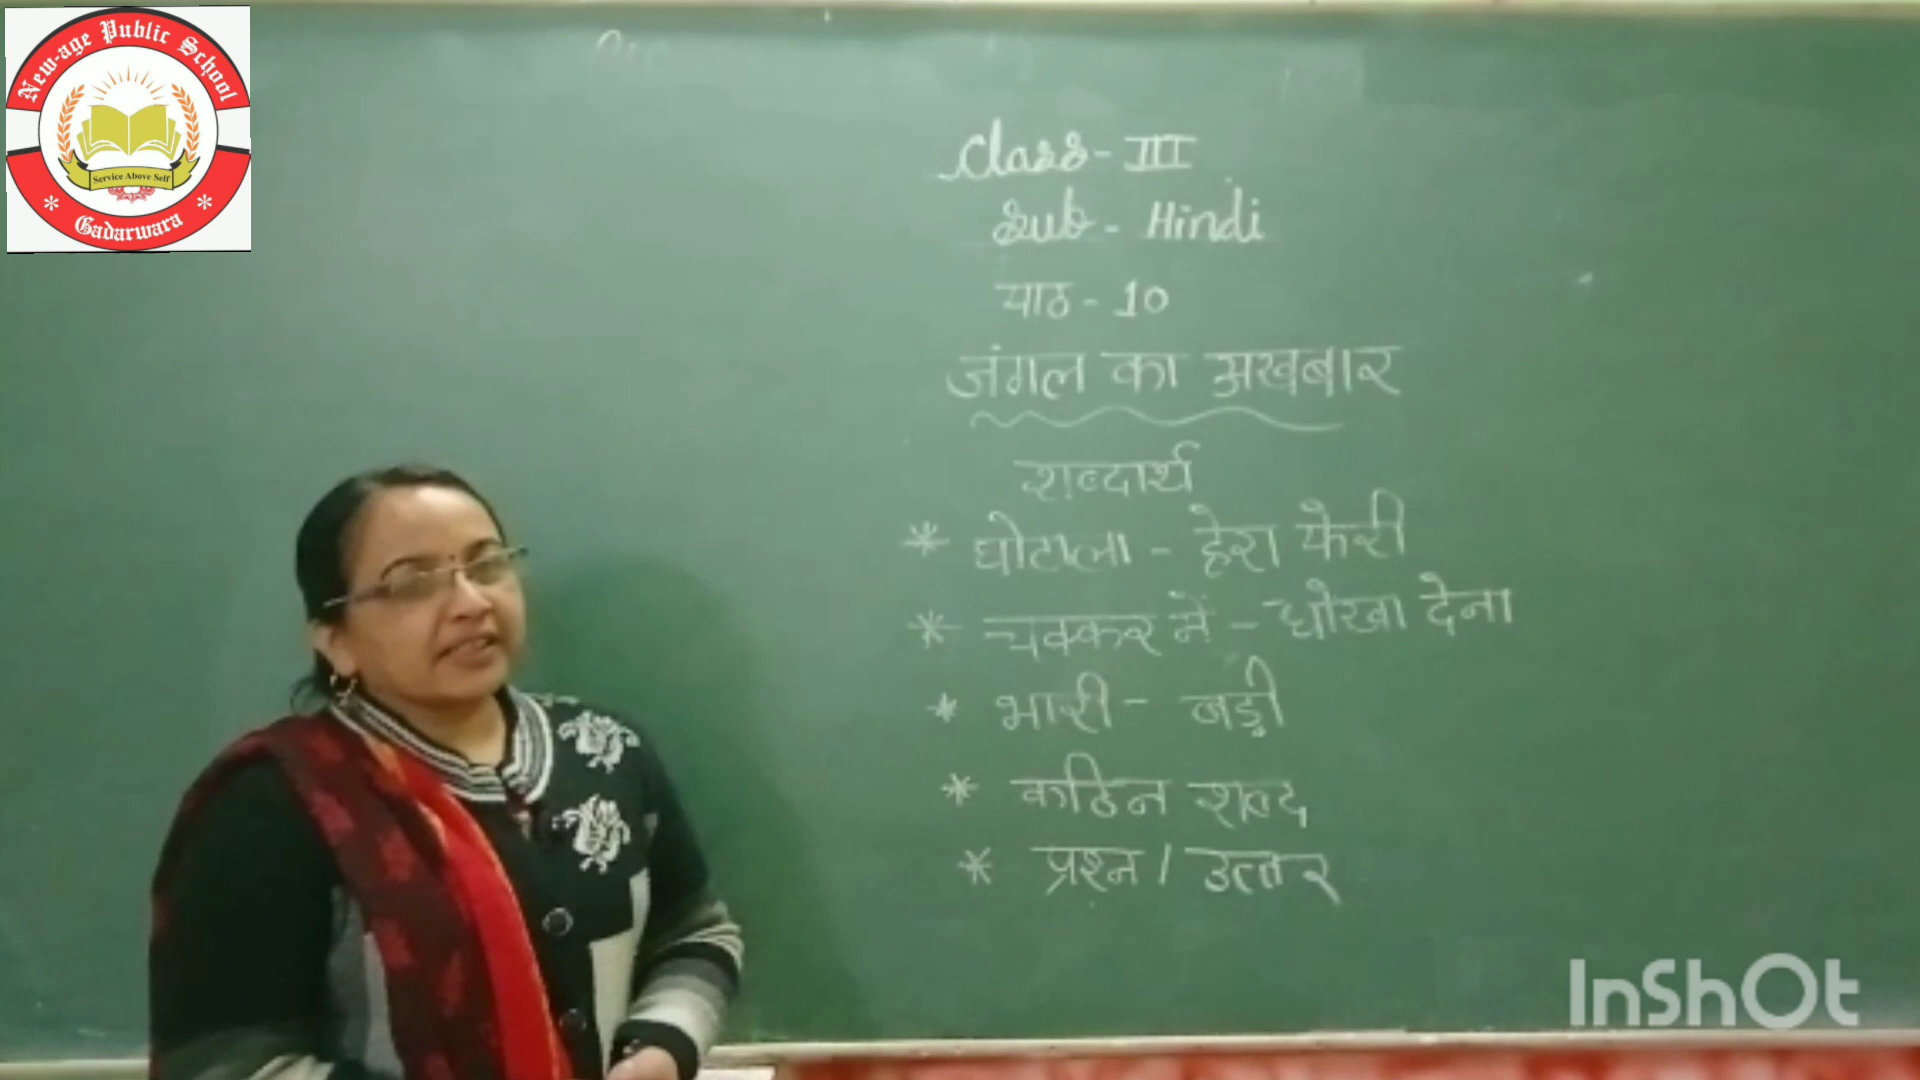 New-age Public School
Service Above Self
Gadarwara
Class - III
Sub - Hindi
पाठ - 10
जंगल का अखबार
शब्दार्थ
* घोटाला - हेरा फेरी
* चक्कर में - धोखा देना
* भारी - बड़ी
* कठिन शब्द
* प्रश्न / उत्तर
InShOt